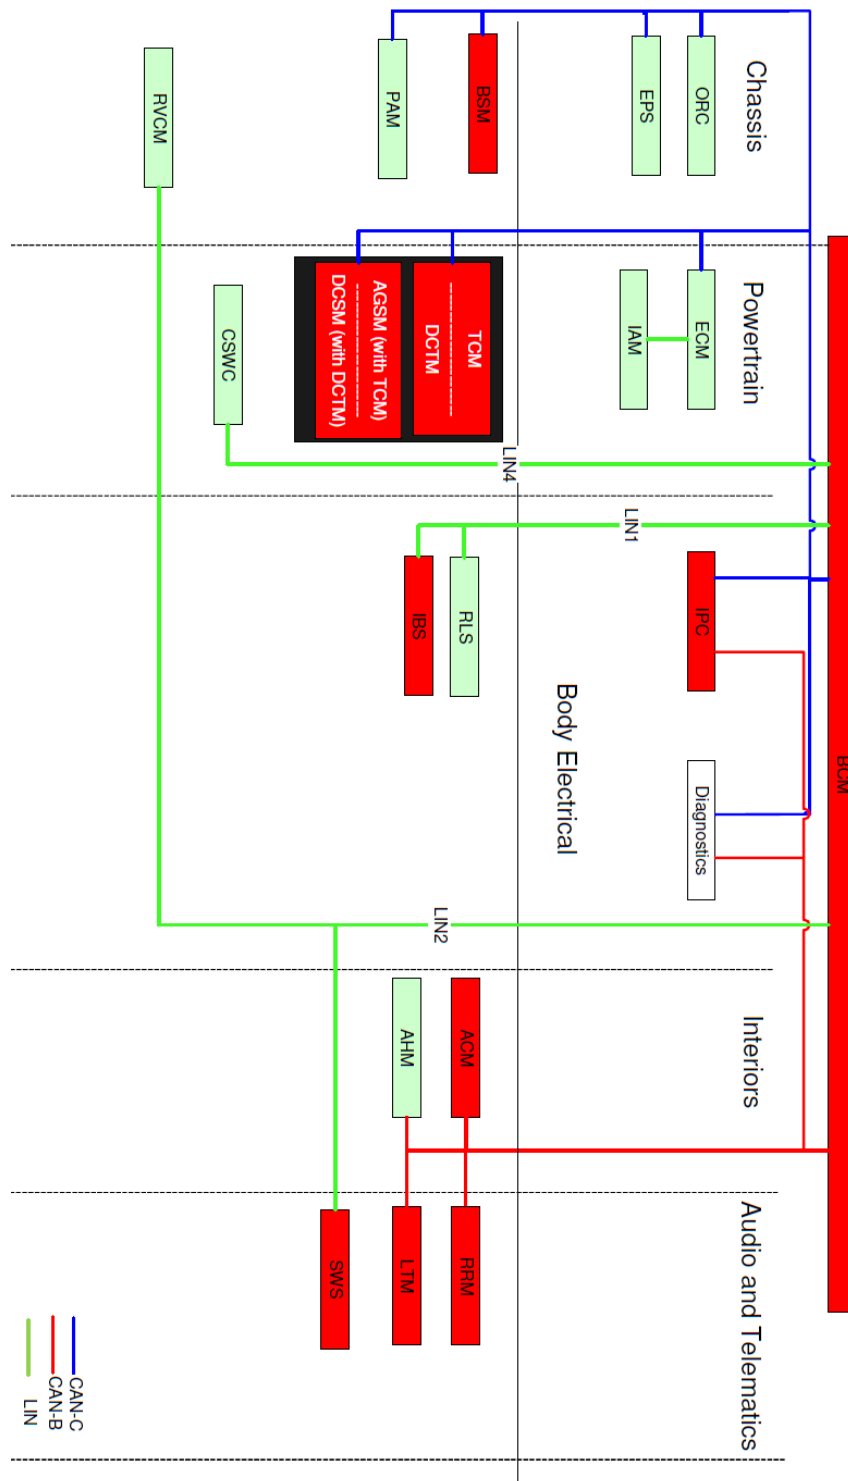 Chassis
ORC
EPS
BSM
PAM
RVCM
Powertrain
ECM
IAM
TCM
--------------------
DCTM
AGSM (with TCM)
--------------------
DCSM (with DCTM)
CSWC
LIN4
LIN1
IPC
RLS
IBS
Body Electrical
BCM
Diagnostics
LIN2
Interiors
ACM
AHM
Audio and Telematics
RRM
LTM
SWS
CAN-C
CAN-B
LIN